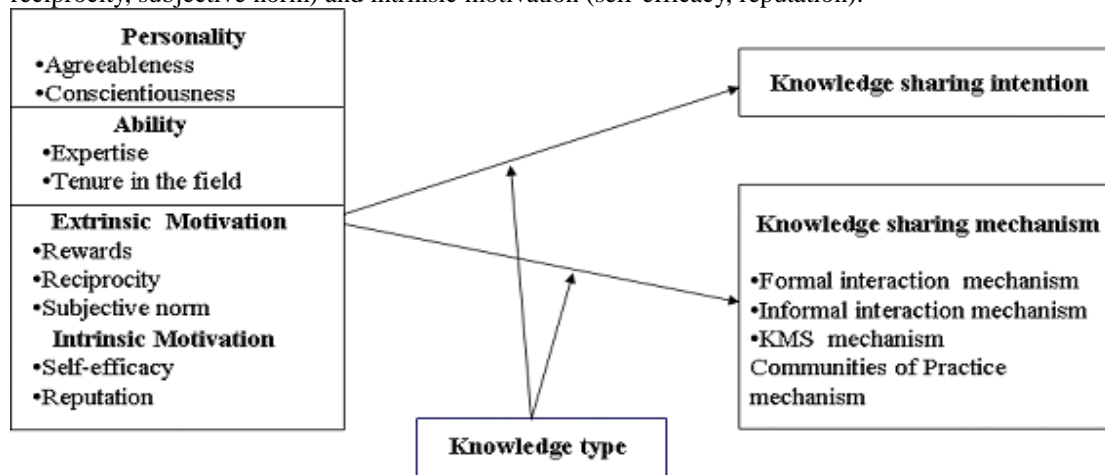 reciprocity, subjective norm) and intrinsic motivation (self-efficacy, reputation).
Personality
•Agreeableness
•Conscientiousness
Ability
•Expertise
•Tenure in the field
Extrinsic Motivation
•Rewards
•Reciprocity
•Subjective norm
Intrinsic Motivation
•Self-efficacy
•Reputation
Knowledge sharing intention
Knowledge sharing mechanism
•Formal interaction mechanism
•Informal interaction mechanism
•KMS mechanism
Communities of Practice
mechanism
Knowledge type